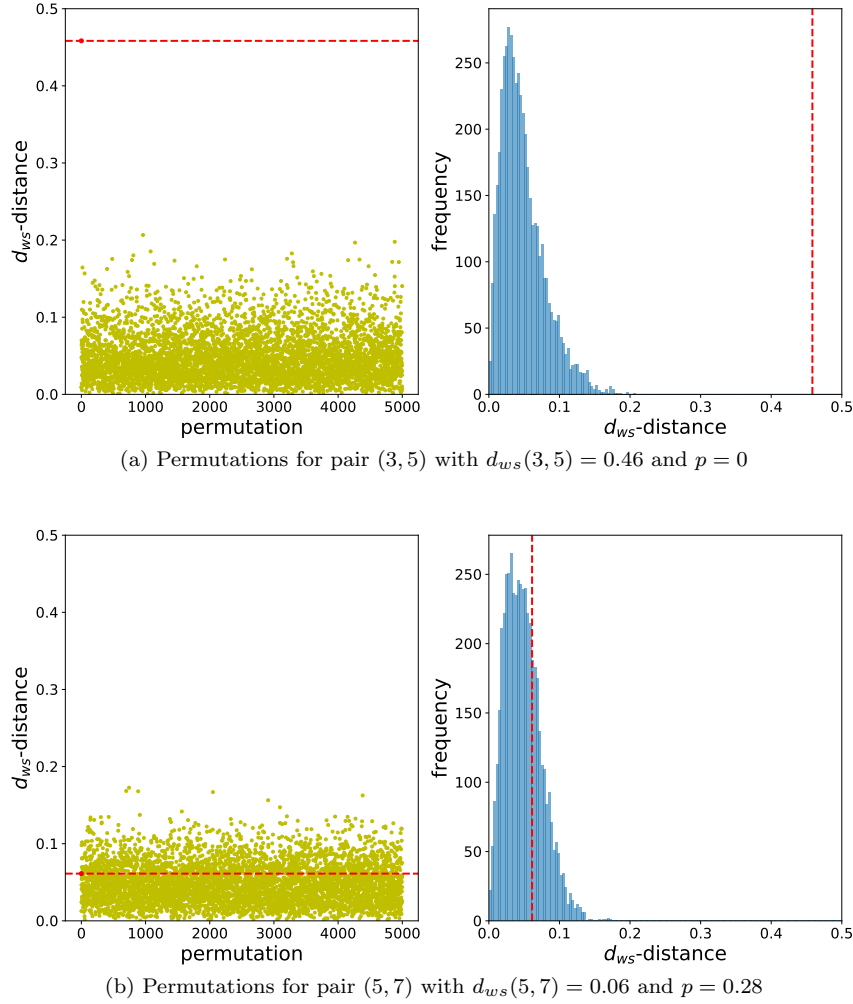 0.5
0.4
0.3
0.2
0.1
0.0
d_ws-distance
0 1000 2000 3000 4000 5000
permutation
250
200
150
100
50
0
frequency
0.0 0.1 0.2 0.3 0.4 0.5
d_ws-distance
(a) Permutations for pair (3, 5) with d_ws(3, 5) = 0.46 and p = 0
0.5
0.4
0.3
0.2
0.1
0.0
d_ws-distance
0 1000 2000 3000 4000 5000
permutation
250
200
150
100
50
0
frequency
0.0 0.1 0.2 0.3 0.4 0.5
d_ws-distance
(b) Permutations for pair (5, 7) with d_ws(5, 7) = 0.06 and p = 0.28